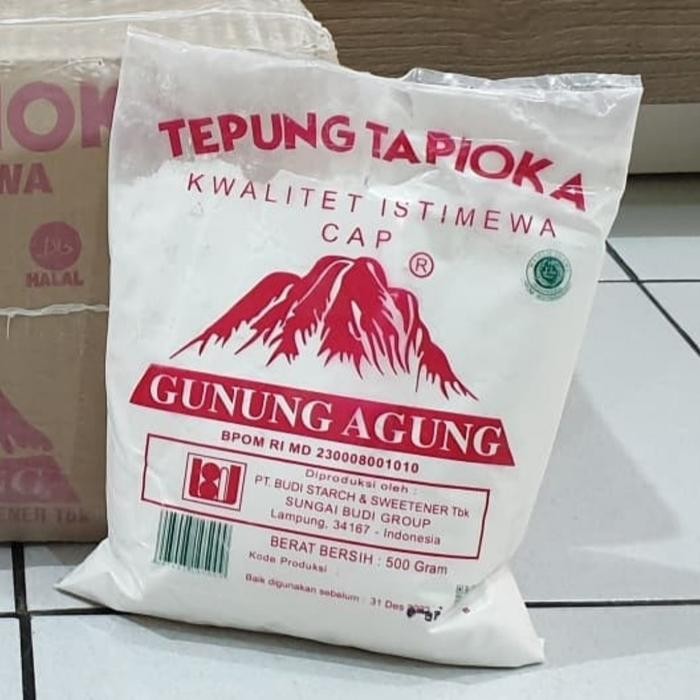 TEPUNG TAPIOKA
KWALITET ISTIMEWA
CAP
®
GUNUNG AGUNG
BPOM RI MD 230008001010
Diproduksi oleh :
PT. BUDI STARCH & SWEETENER Tbk
SUNGAI BUDI GROUP
Lampung, 34167 - Indonesia
BERAT BERSIH : 500 Gram
Kode Produksi :
Baik digunakan sebelum : 31 Des
HALAL